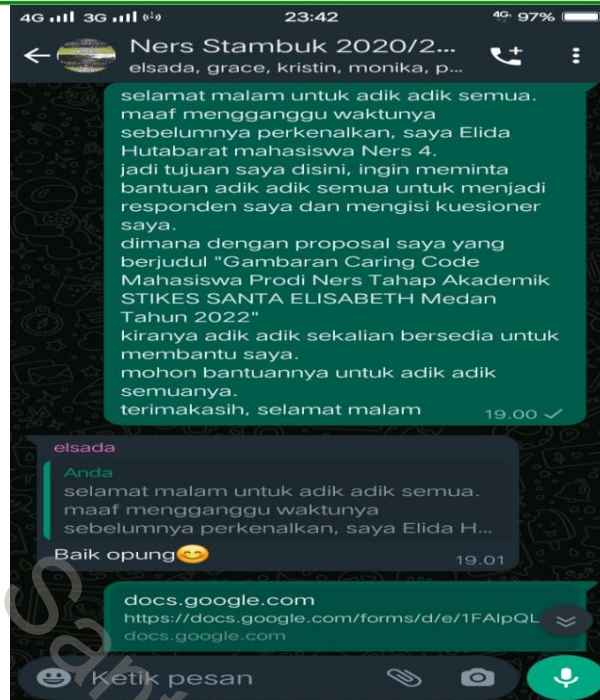 4G 3G 23:42 4G 97%
Ners Stambuk 2020/2...
elsada, grace, kristin, monika, p...
selamat malam untuk adik adik semua.
maaf mengganggu waktunya
sebelumnya perkenalkan, saya Elida
Hutabarat mahasiswa Ners 4.
jadi tujuan saya disini, ingin meminta
bantuan adik adik semua untuk menjadi
responden saya dan mengisi kuesioner
saya.
dimana dengan proposal saya yang
berjudul "Gambaran Caring Code
Mahasiswa Prodi Ners Tahap Akademik
STIKES SANTA ELISABETH Medan
Tahun 2022"
kiranya adik adik sekalian bersedia untuk
membantu saya.
mohon bantuannya untuk adik adik
semuanya.
terimakasih, selamat malam 19.00
elsada
Anda
selamat malam untuk adik adik semua.
maaf mengganggu waktunya
sebelumnya perkenalkan, saya Elida H...
Baik opung😊 19.01
docs.google.com
https://docs.google.com/forms/d/e/1FAIpQL
docs.google.com
Ketik pesan